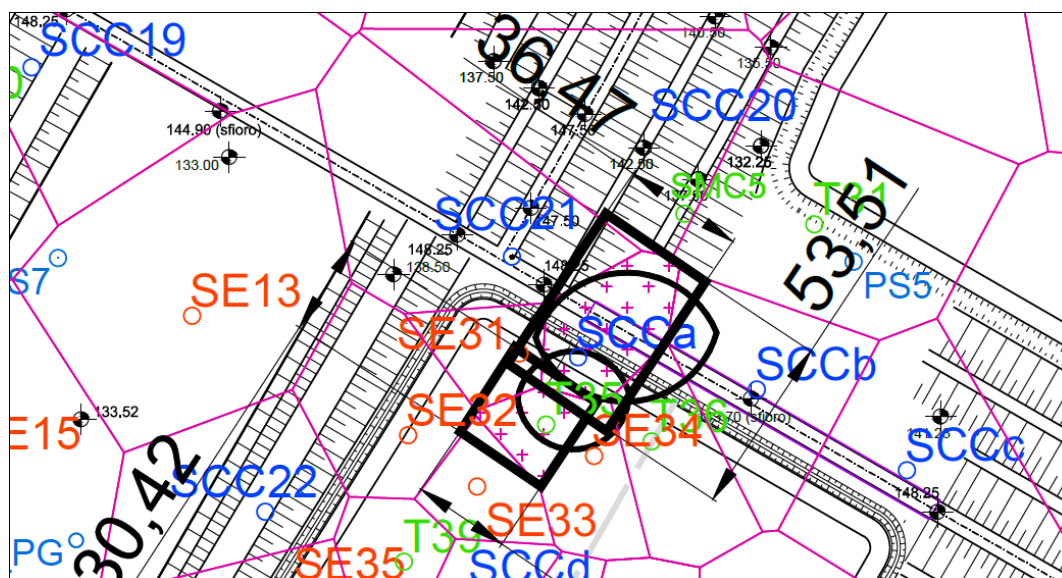 148.25
SCC19
36,47
140.50
135.50
137.50
142.50
147.50
SCC20
144.90 (sfioro)
133.00
142.50
132.25
SMC5
T31
53,51
147.50
SCC21
148.25
138.50
148.25
S7
PS5
SE13
SE31
SCCa
SCCb
133.52
SE32
T35
T36
.70 (sfioro)
E15
SE34
SCCc
30,42
SCC22
148.25
SE33
PG
T39
SE35
SCCd